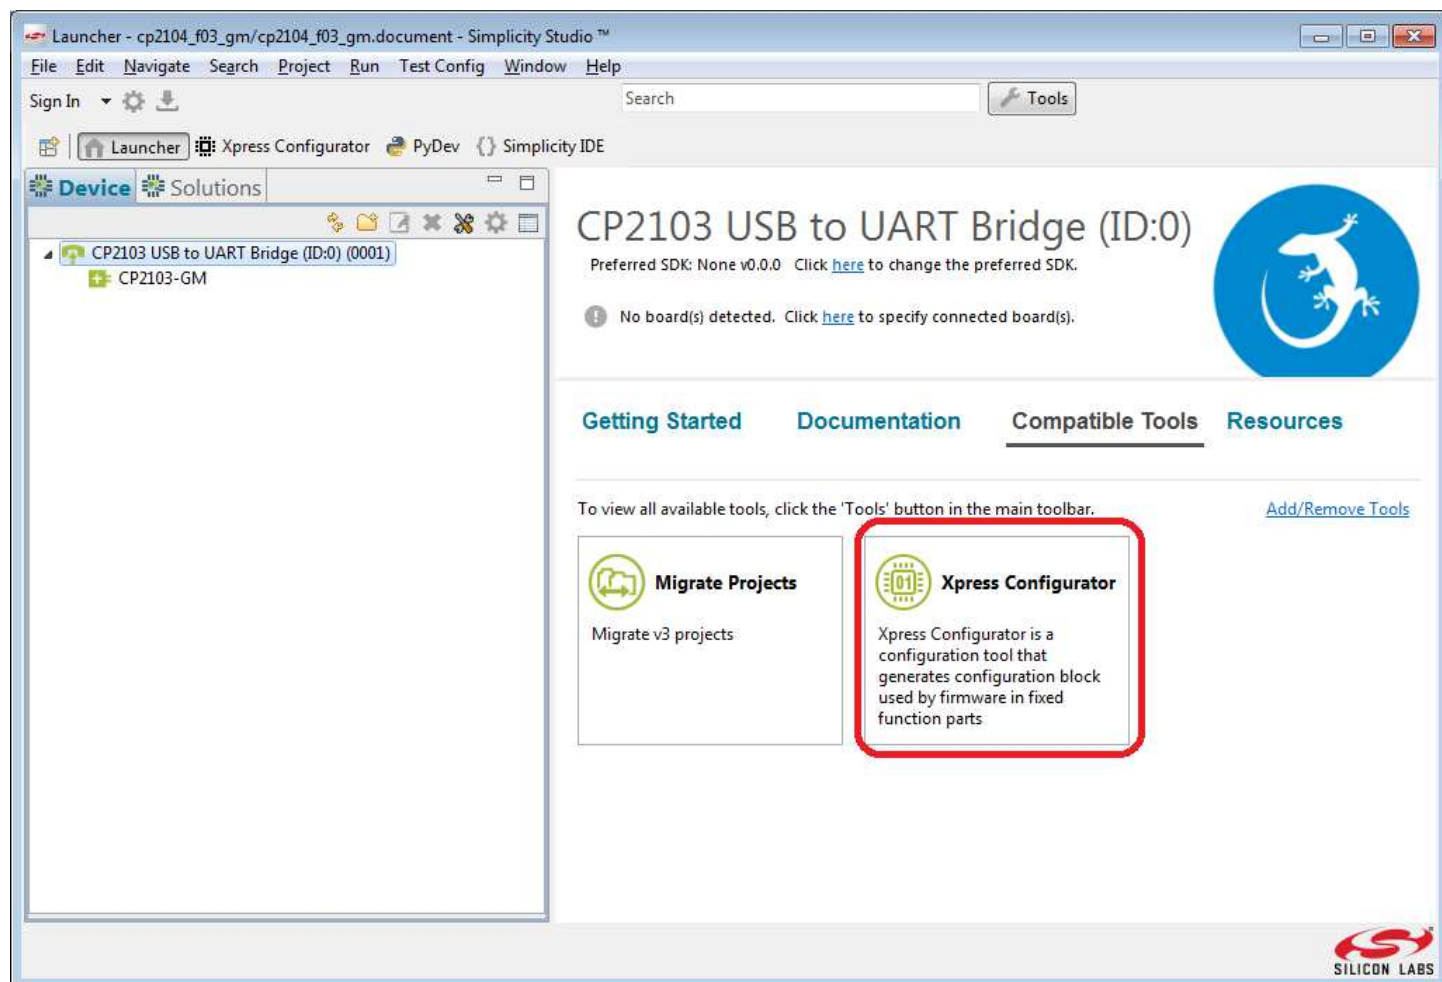 Launcher - cp2104_f03_gm/cp2104_f03_gm.document - Simplicity Studio ™
File Edit Navigate Search Project Run Test Config Window Help
Sign In Search Tools
Launcher Xpress Configurator PyDev {} Simplicity IDE
Device Solutions
CP2103 USB to UART Bridge (ID:0) (0001)
CP2103-GM
CP2103 USB to UART Bridge (ID:0)
Preferred SDK: None v0.0.0 Click here to change the preferred SDK.
No board(s) detected. Click here to specify connected board(s).
Getting Started Documentation Compatible Tools Resources
To view all available tools, click the 'Tools' button in the main toolbar. Add/Remove Tools
Migrate Projects
Migrate v3 projects
01
Xpress Configurator
Xpress Configurator is a
configuration tool that
generates configuration block
used by firmware in fixed
function parts
SILICON LABS